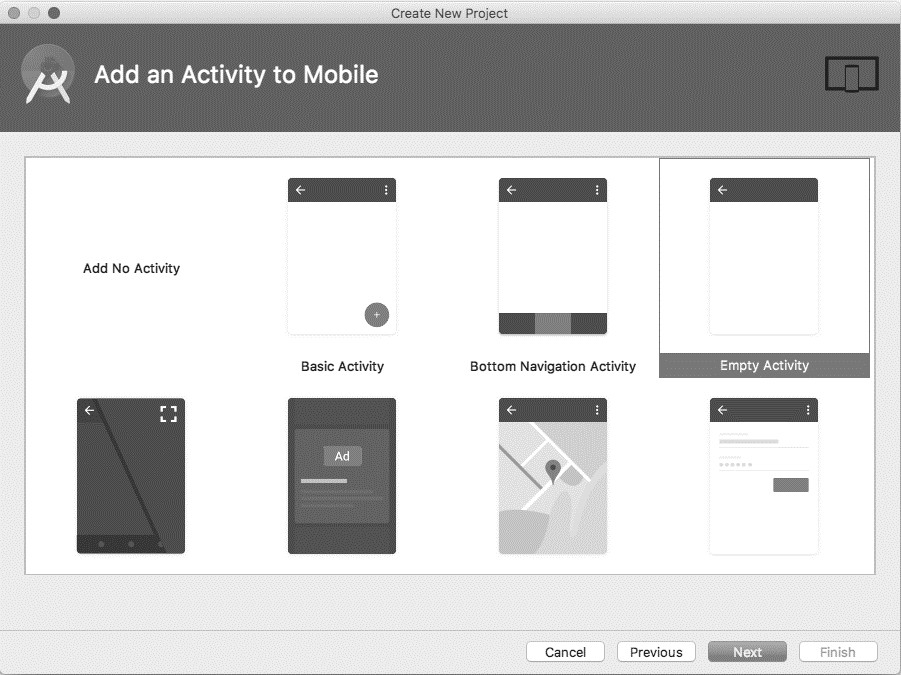 Create New Project
Add an Activity to Mobile
Add No Activity
Basic Activity
Bottom Navigation Activity
Empty Activity
Ad
Cancel
Previous
Next
Finish